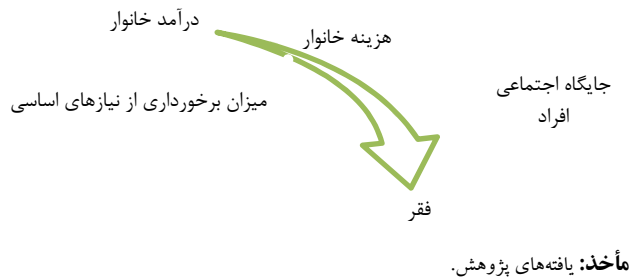 درآمد خانوار
هزینه خانوار
جایگاه اجتماعی
افراد
میزان برخورداری از نیازهای اساسی
فقر
مأخذ: یافته‌های پژوهش.